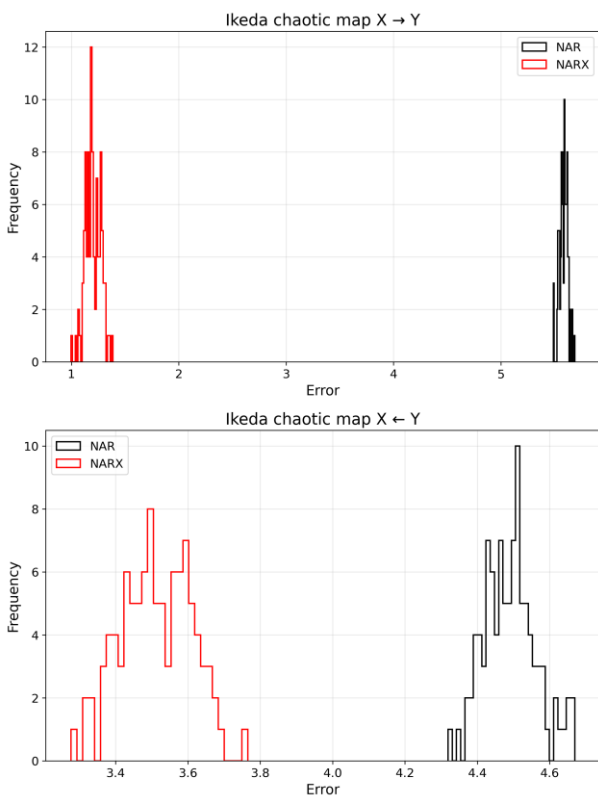 Ikeda chaotic map X → Y
12
10
8
6
4
2
0
Frequency
NAR
NARX
1 2 3 4 5
Error
Ikeda chaotic map X ← Y
10
8
6
4
2
0
Frequency
NAR
NARX
3.4 3.6 3.8 4.0 4.2 4.4 4.6
Error